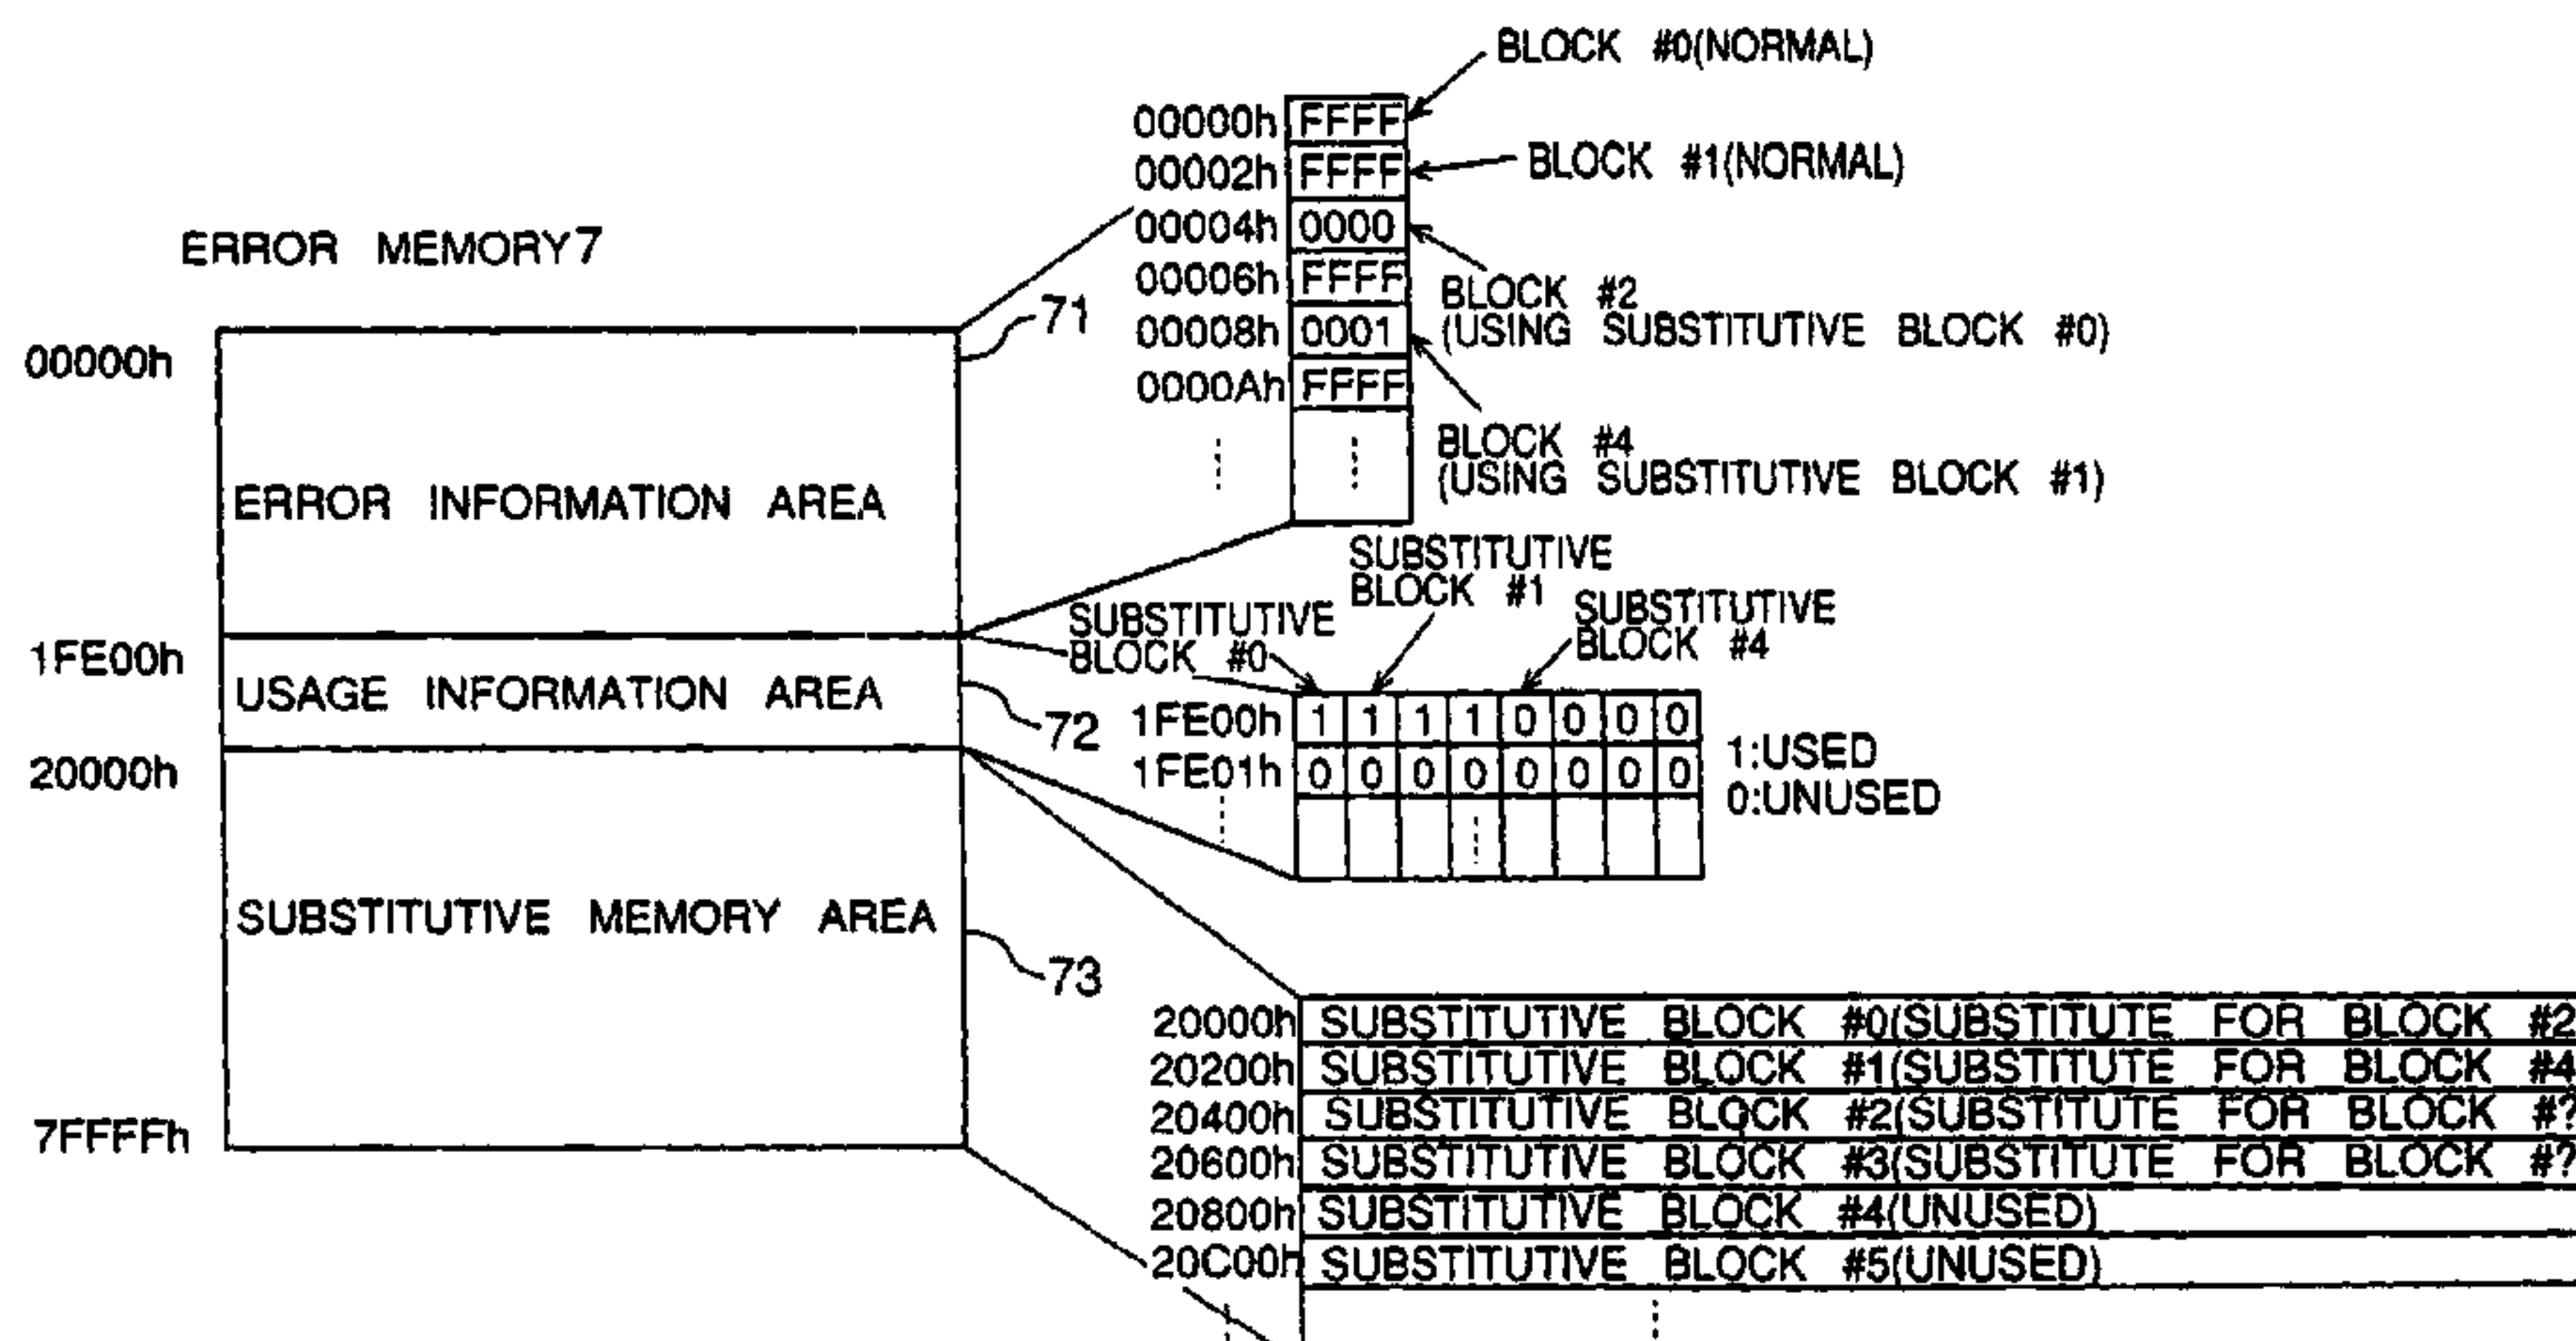 BLOCK #0(NORMAL)
00000h FFFF
00002h FFFF
BLOCK #1(NORMAL)
00004h 0000
00006h FFFF
00008h 0001
0000Ah FFFF
BLOCK #2
(USING SUBSTITUTIVE BLOCK #0)
BLOCK #4
(USING SUBSTITUTIVE BLOCK #1)
ERROR MEMORY7
71
00000h
ERROR INFORMATION AREA
1FE00h
USAGE INFORMATION AREA
72
20000h
SUBSTITUTIVE MEMORY AREA
73
7FFFFh
SUBSTITUTIVE
BLOCK #0
SUBSTITUTIVE
BLOCK #1
SUBSTITUTIVE
BLOCK #4
1FE00h 1 1 1 1 0 0 0 0
1FE01h 0 0 0 0 0 0 0 0
1:USED
0:UNUSED
20000h SUBSTITUTIVE BLOCK #0(SUBSTITUTE FOR BLOCK #2
20200h SUBSTITUTIVE BLOCK #1(SUBSTITUTE FOR BLOCK #4
20400h SUBSTITUTIVE BLOCK #2(SUBSTITUTE FOR BLOCK #?
20600h SUBSTITUTIVE BLOCK #3(SUBSTITUTE FOR BLOCK #?
20800h SUBSTITUTIVE BLOCK #4(UNUSED)
20C00h SUBSTITUTIVE BLOCK #5(UNUSED)